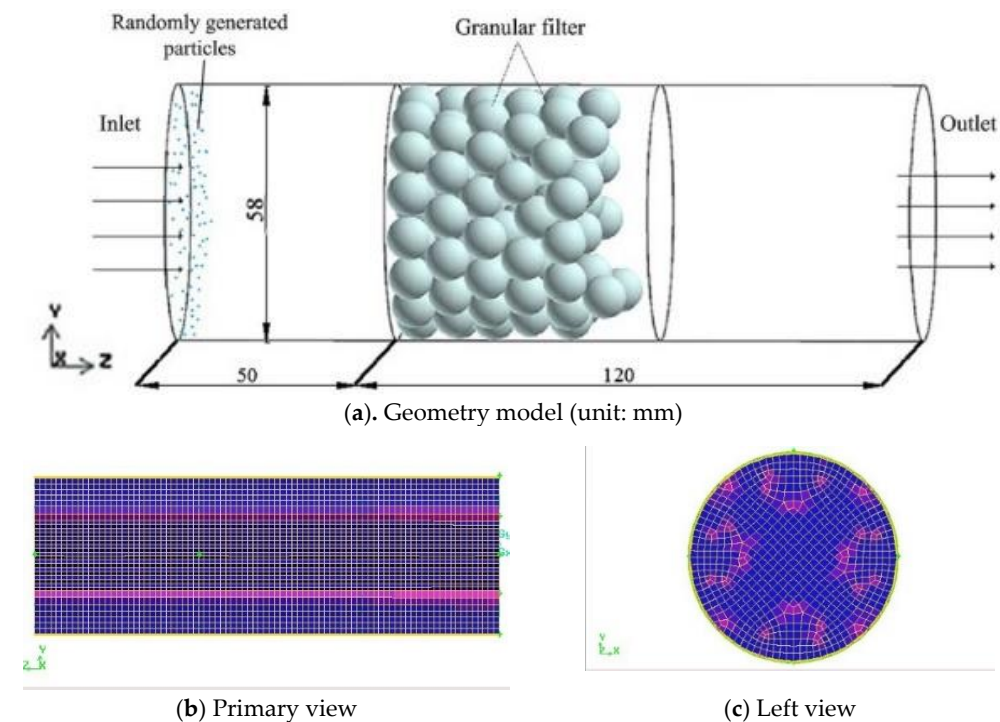 Randomly generated
particles
Granular filter
Inlet
Outlet
58
Y
X Z
50
120
(a). Geometry model (unit: mm)
Y
Z X
Y
Z X
(b) Primary view
(c) Left view